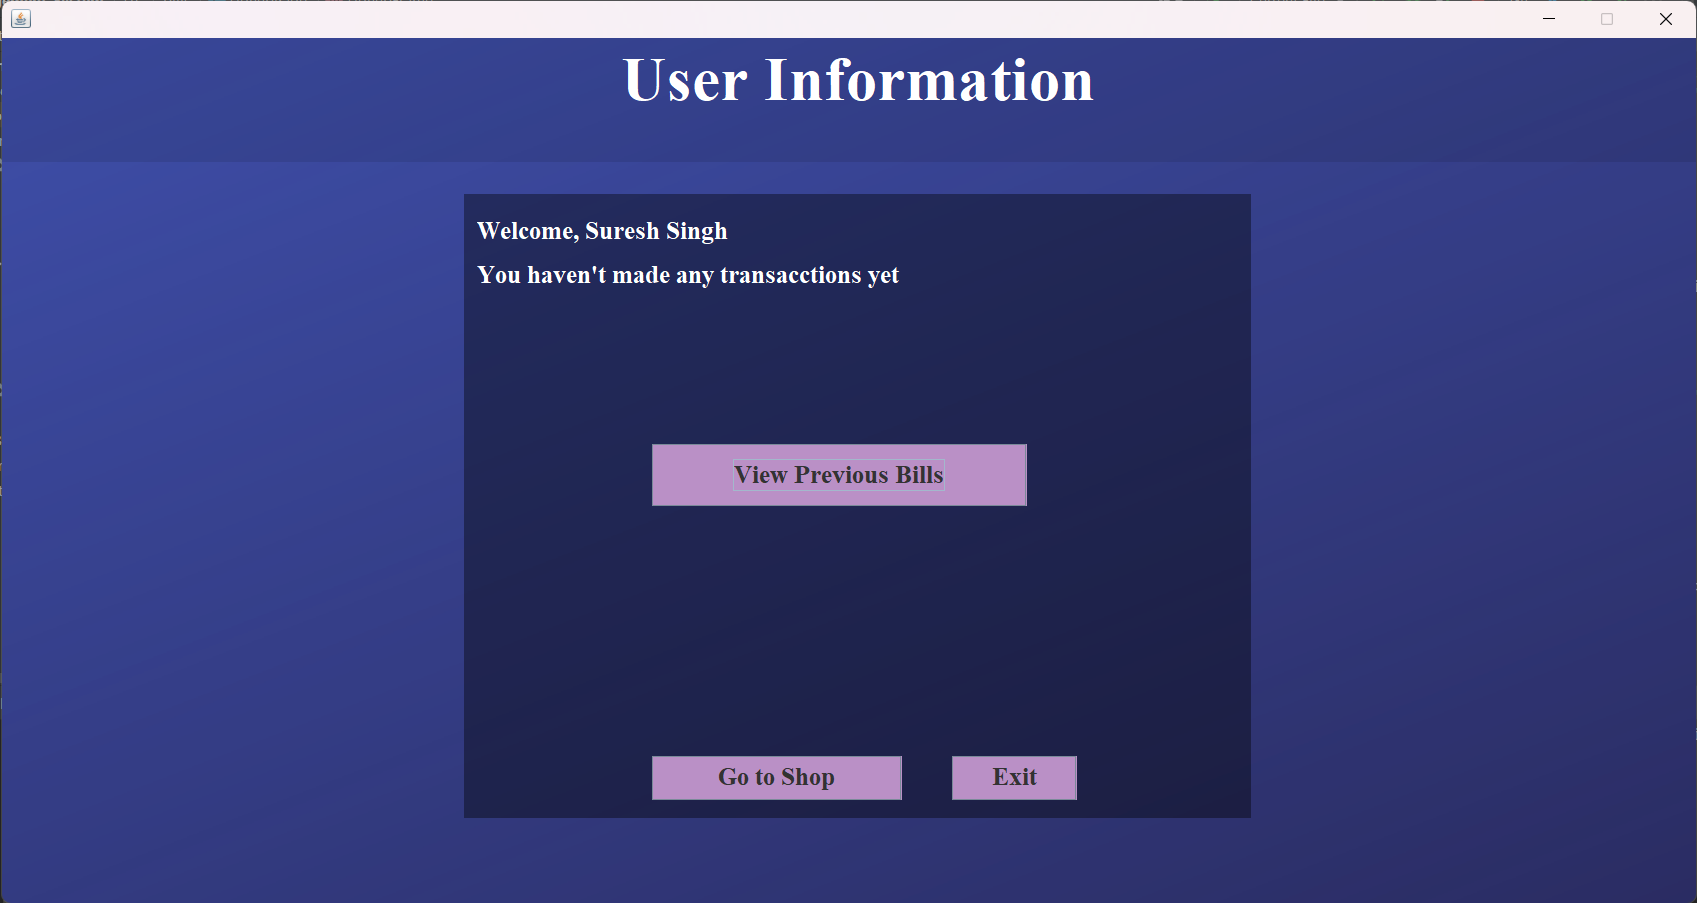 User Information
Welcome, Suresh Singh
You haven't made any transacctions yet
View Previous Bills
Go to Shop
Exit